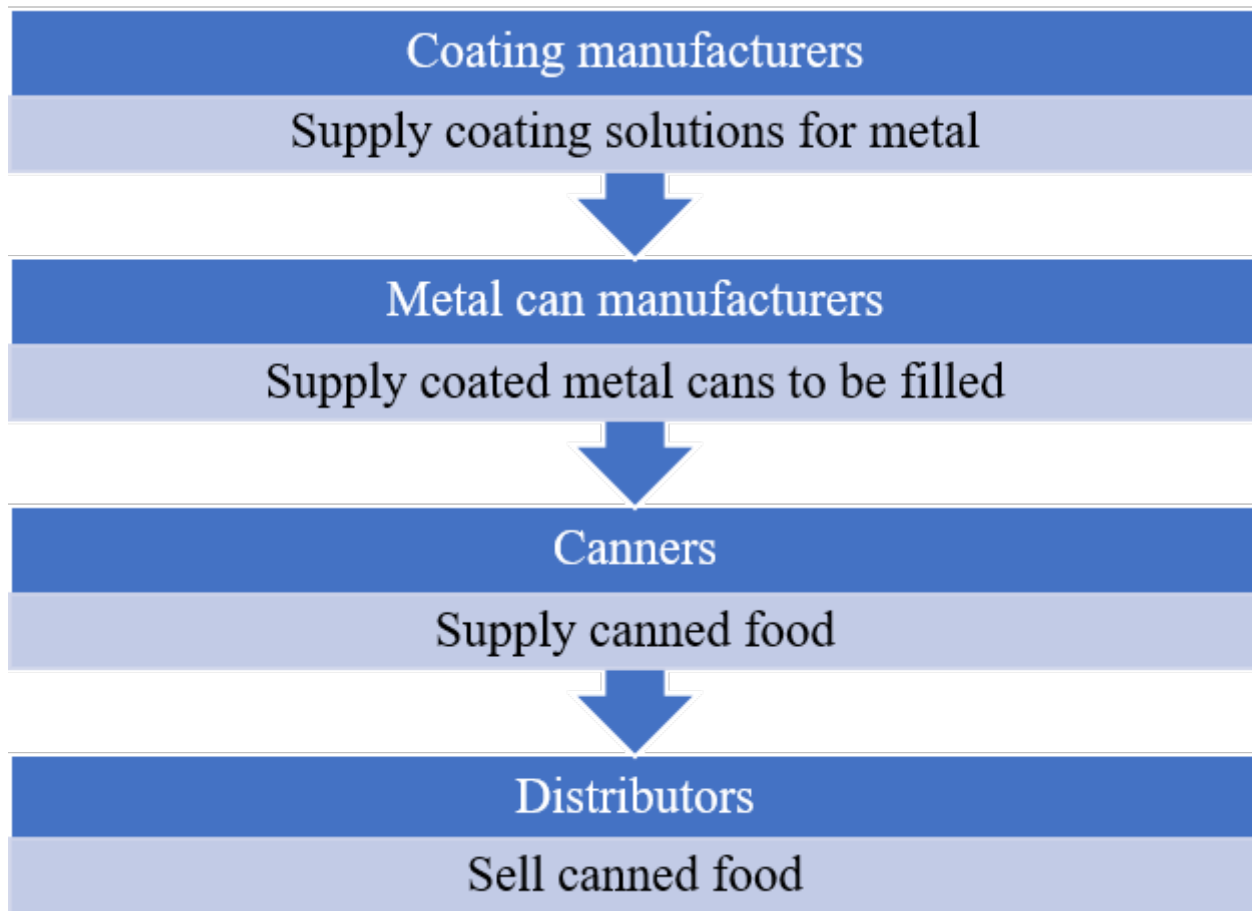 Coating manufacturers
Supply coating solutions for metal
Metal can manufacturers
Supply coated metal cans to be filled
Canners
Supply canned food
Distributors
Sell canned food